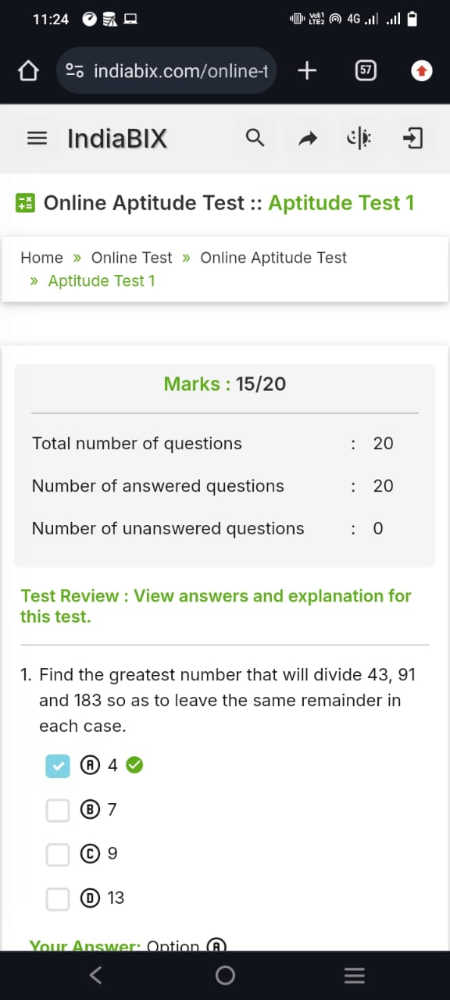 11:24 Vol) LTE2 4G
indiabix.com/online-t 57
IndiaBIX
Online Aptitude Test :: Aptitude Test 1
Home » Online Test » Online Aptitude Test
» Aptitude Test 1
Marks : 15/20
Total number of questions : 20
Number of answered questions : 20
Number of unanswered questions : 0
Test Review : View answers and explanation for
this test.
1. Find the greatest number that will divide 43, 91
and 183 so as to leave the same remainder in
each case.
A 4
B 7
C 9
D 13
Your Answer: Option A